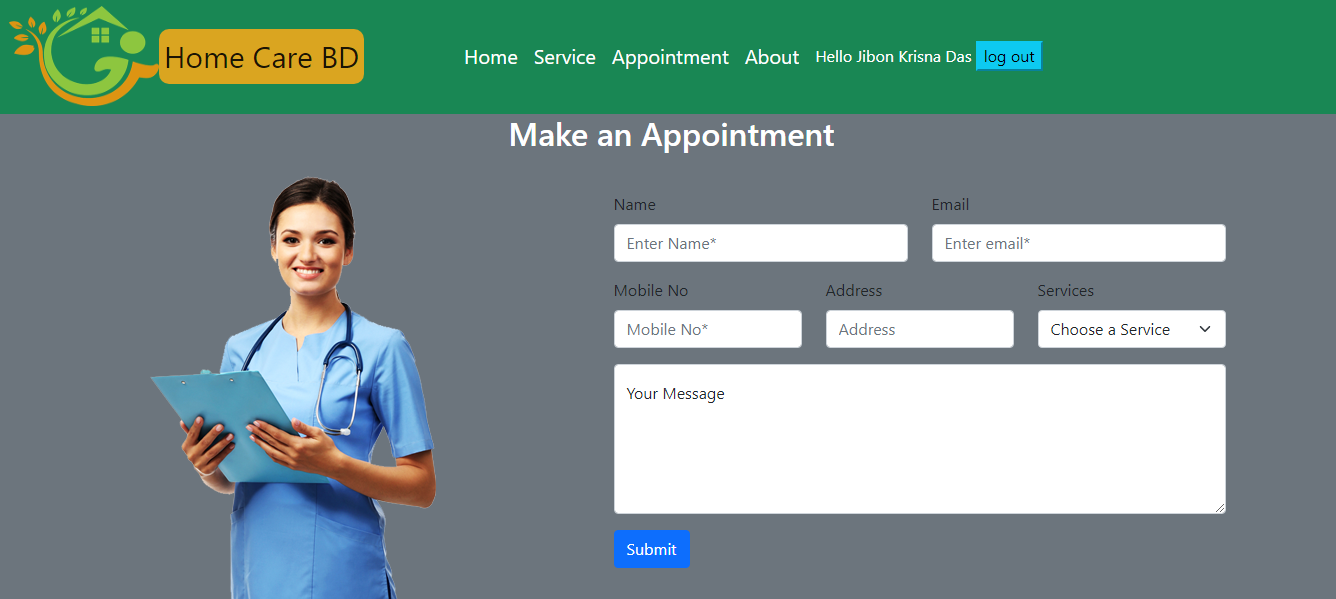 Home Care BD
Home Service Appointment About Hello Jibon Krisna Das log out
Make an Appointment
Name Email
Enter Name* Enter email*
Mobile No Address Services
Mobile No* Address Choose a Service
Your Message
Submit